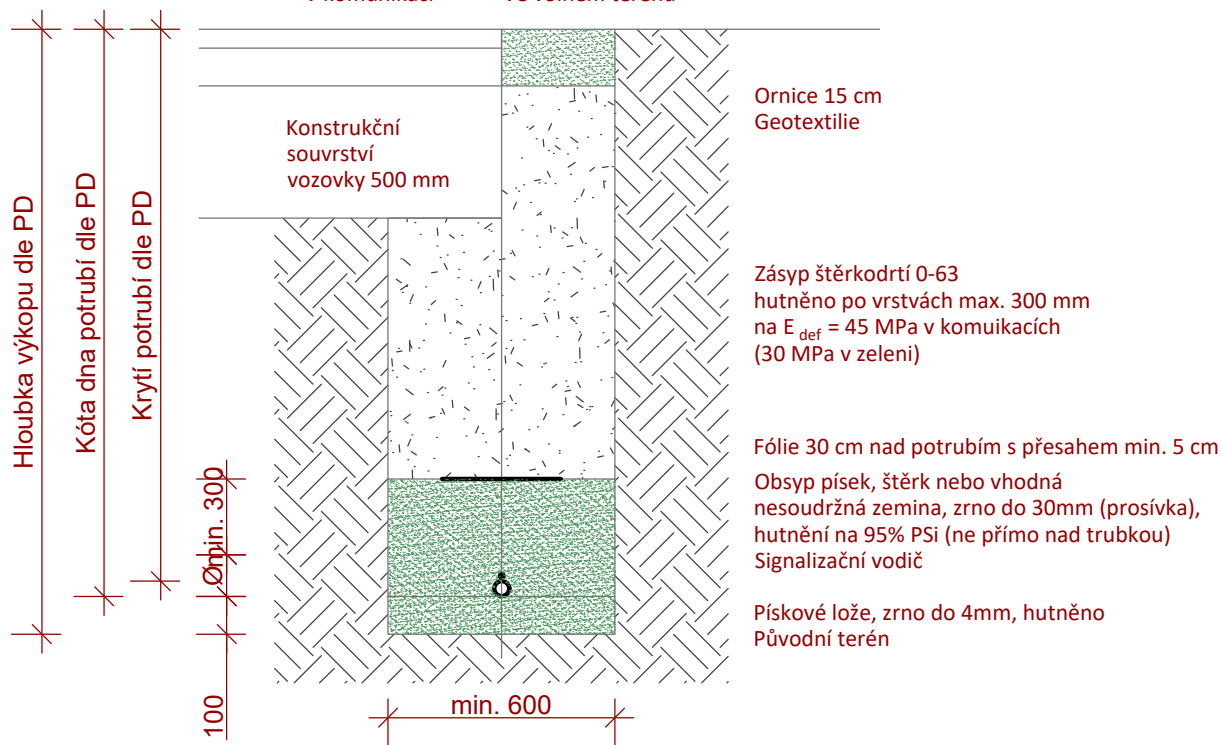 v komunikaci
ve volném terénu
Ornice 15 cm
Geotextilie
Konstrukční
souvrství
vozovky 500 mm
Hloubka výkopu dle PD
Kóta dna potrubí dle PD
Krytí potrubí dle PD
Zásyp štěrkodrtí 0-63
hutněno po vrstvách max. 300 mm
na E def = 45 MPa v komuikacích
(30 MPa v zeleni)
Fólie 30 cm nad potrubím s přesahem min. 5 cm
Obsyp písek, štěrk nebo vhodná
nesoudržná zemina, zrno do 30mm (prosívka),
hutnění na 95% PSi (ne přímo nad trubkou)
Signalizační vodič
min. 300
Ø
Pískové lože, zrno do 4mm, hutněno
Původní terén
100
min. 600